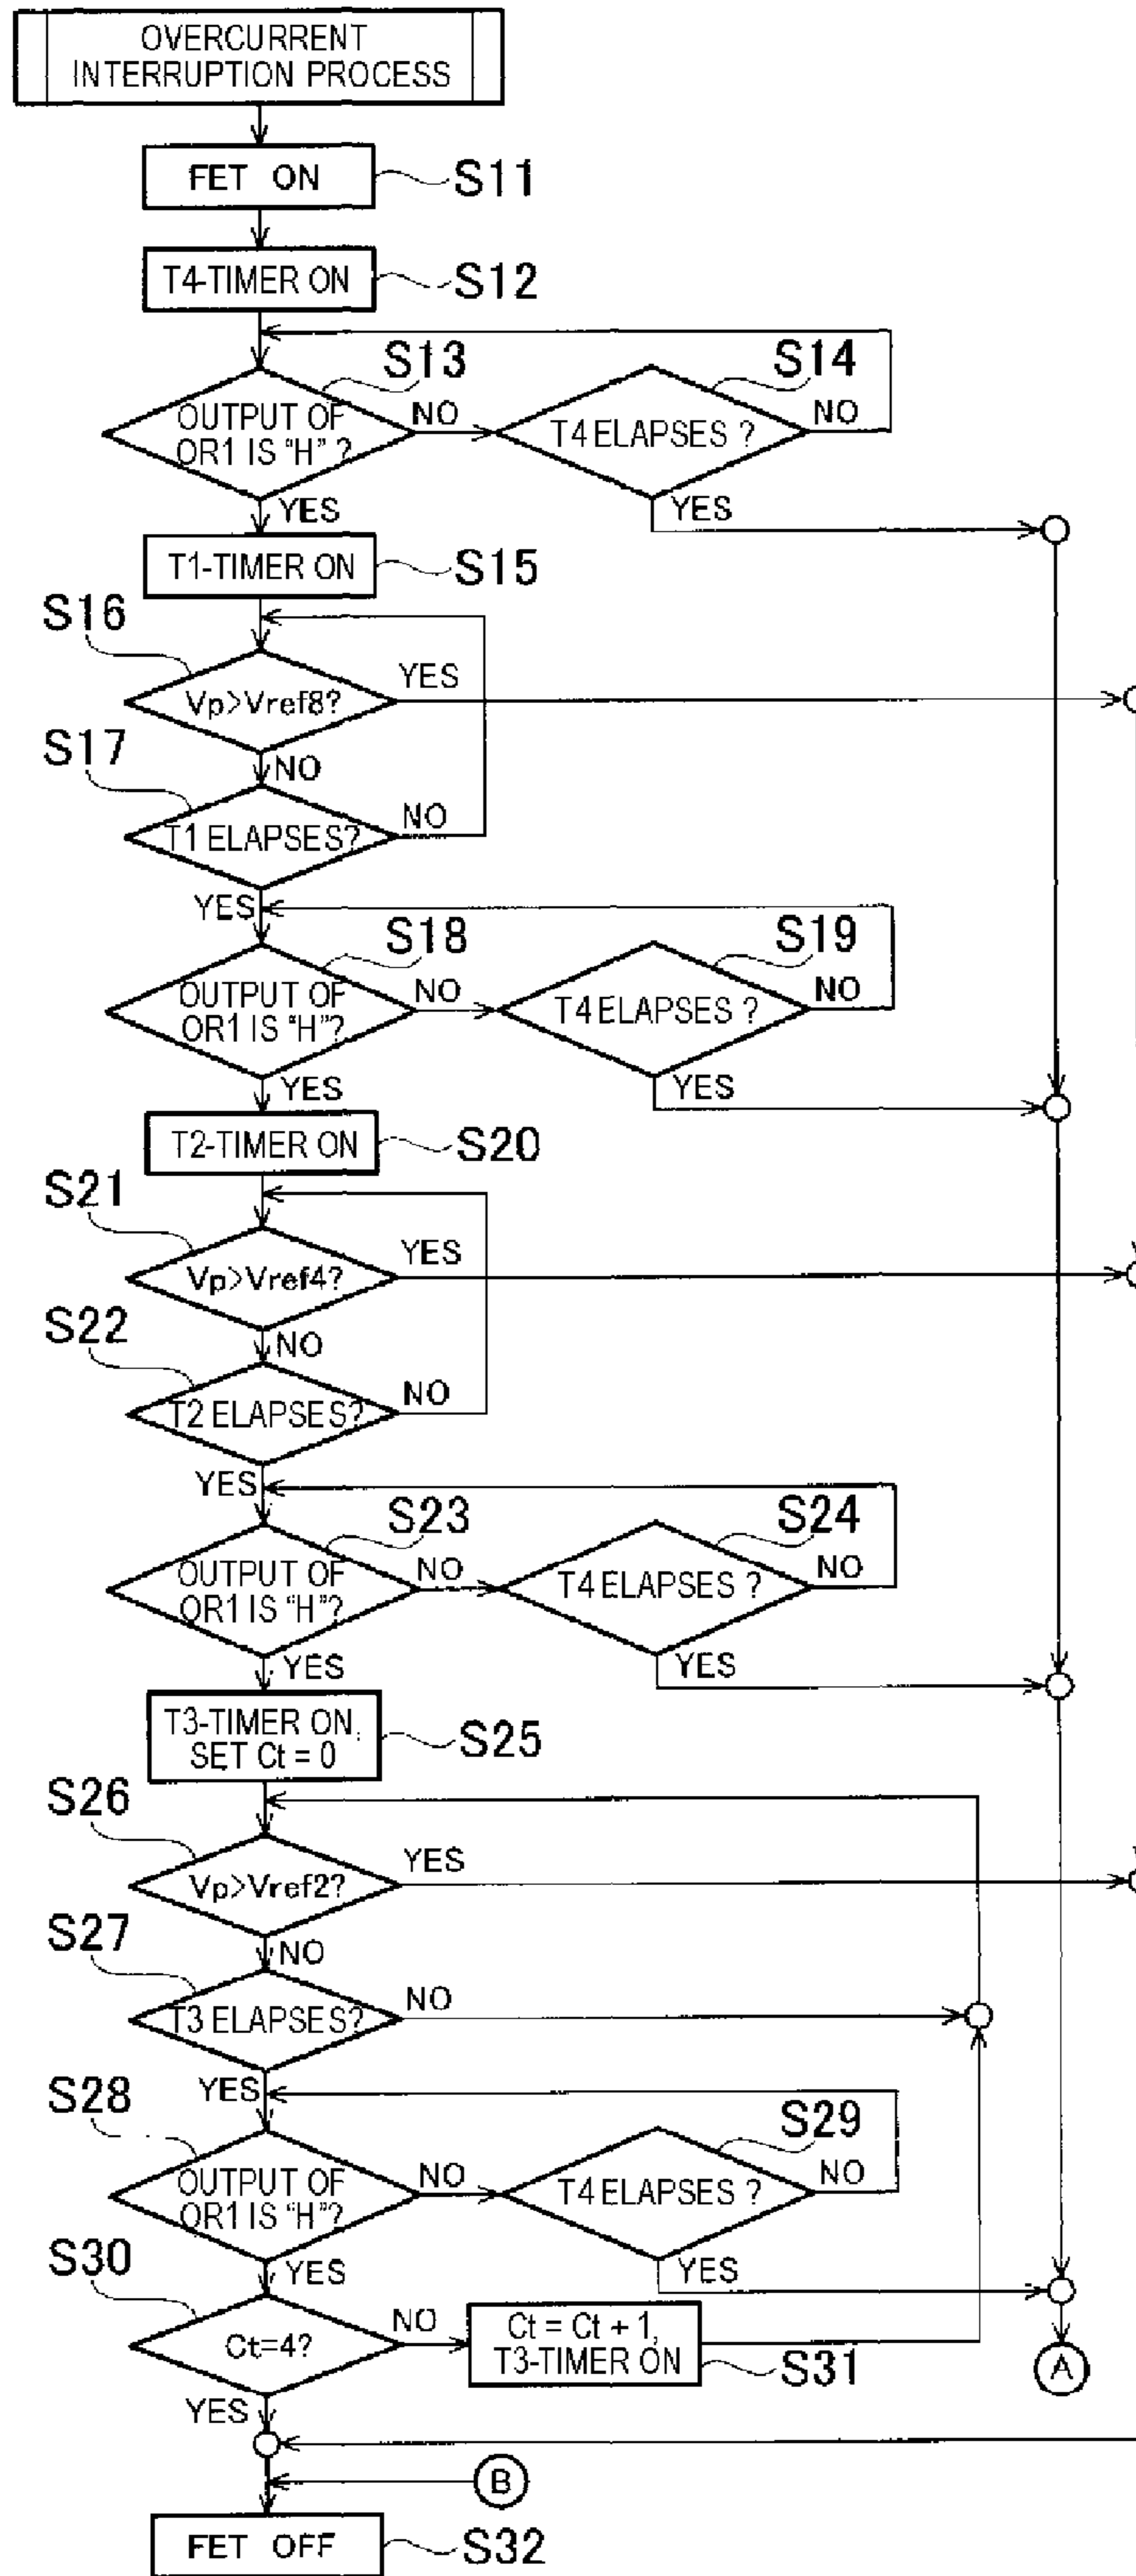 OVERCURRENT
INTERRUPTION PROCESS
FET ON
S11
T4-TIMER ON
S12
S13
OUTPUT OF
OR1 IS “H” ?
NO
YES
S14
T4 ELAPSES ?
NO
YES
T1-TIMER ON
S15
S16
Vp>Vref8?
YES
NO
S17
T1 ELAPSES?
NO
YES
S18
OUTPUT OF
OR1 IS “H”?
NO
YES
S19
T4 ELAPSES ?
NO
YES
T2-TIMER ON
S20
S21
Vp>Vref4?
YES
NO
S22
T2 ELAPSES?
NO
YES
S23
OUTPUT OF
OR1 IS “H”?
NO
YES
S24
T4 ELAPSES ?
NO
YES
T3-TIMER ON,
SET Ct = 0
S25
S26
Vp>Vref2?
YES
NO
S27
T3 ELAPSES?
NO
YES
S28
OUTPUT OF
OR1 IS “H”?
NO
YES
S29
T4 ELAPSES ?
NO
YES
S30
Ct=4?
NO
YES
Ct = Ct + 1,
T3-TIMER ON
S31
A
B
FET OFF
S32